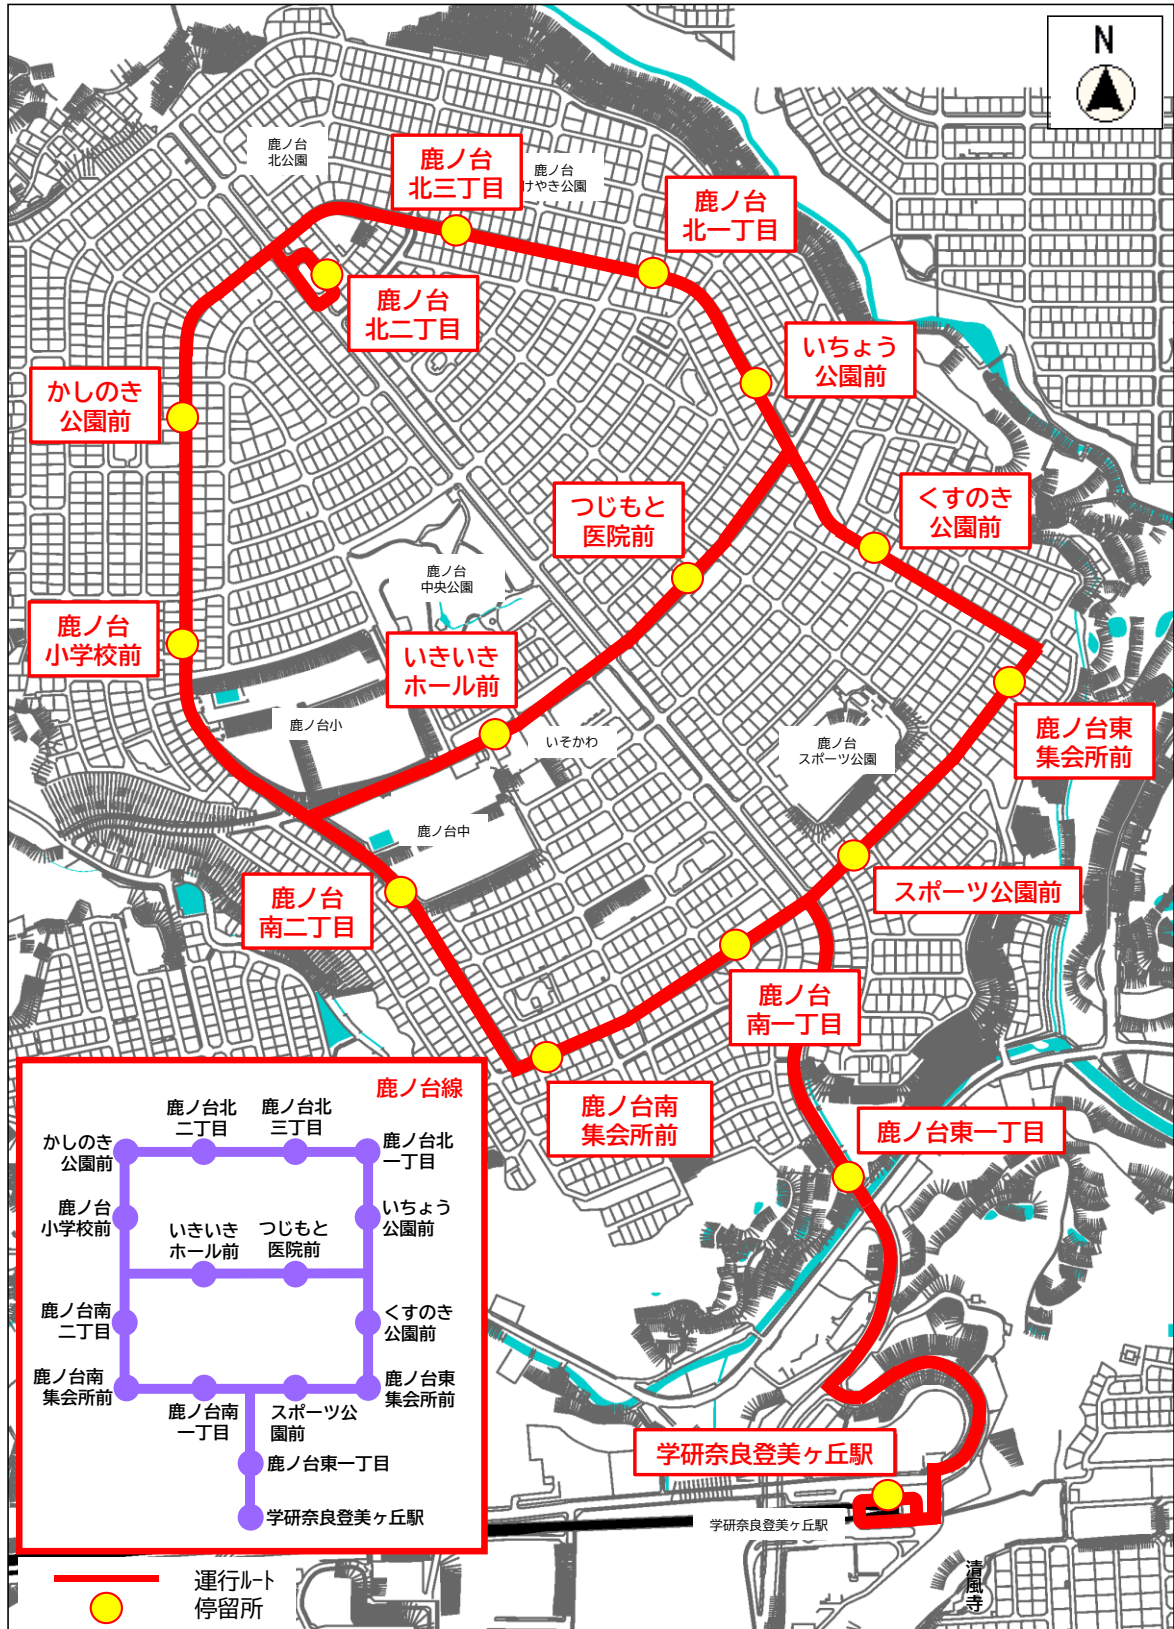 N
鹿ノ台
北公園
鹿ノ台
北三丁目
鹿ノ台
けやき公園
鹿ノ台
北一丁目
鹿ノ台
北二丁目
いちょう
公園前
かしのき
公園前
くすのき
公園前
つじもと
医院前
鹿ノ台
中央公園
鹿ノ台
小学校前
いきいき
ホール前
鹿ノ台小
いそかわ
鹿ノ台
スポーツ公園
鹿ノ台東
集会所前
鹿ノ台中
鹿ノ台
南二丁目
スポーツ公園前
鹿ノ台
南一丁目
鹿ノ台南
集会所前
鹿ノ台東一丁目
学研奈良登美ヶ丘駅
学研奈良登美ヶ丘駅
清風寺
鹿ノ台線
鹿ノ台北
二丁目
鹿ノ台北
三丁目
かしのき
公園前
鹿ノ台北
一丁目
鹿ノ台
小学校前
いきいき
ホール前
つじもと
医院前
いちょう
公園前
鹿ノ台南
二丁目
くすのき
公園前
鹿ノ台南
集会所前
鹿ノ台南
一丁目
スポーツ公
園前
鹿ノ台東
集会所前
鹿ノ台東一丁目
学研奈良登美ヶ丘駅
運行ルート
停留所